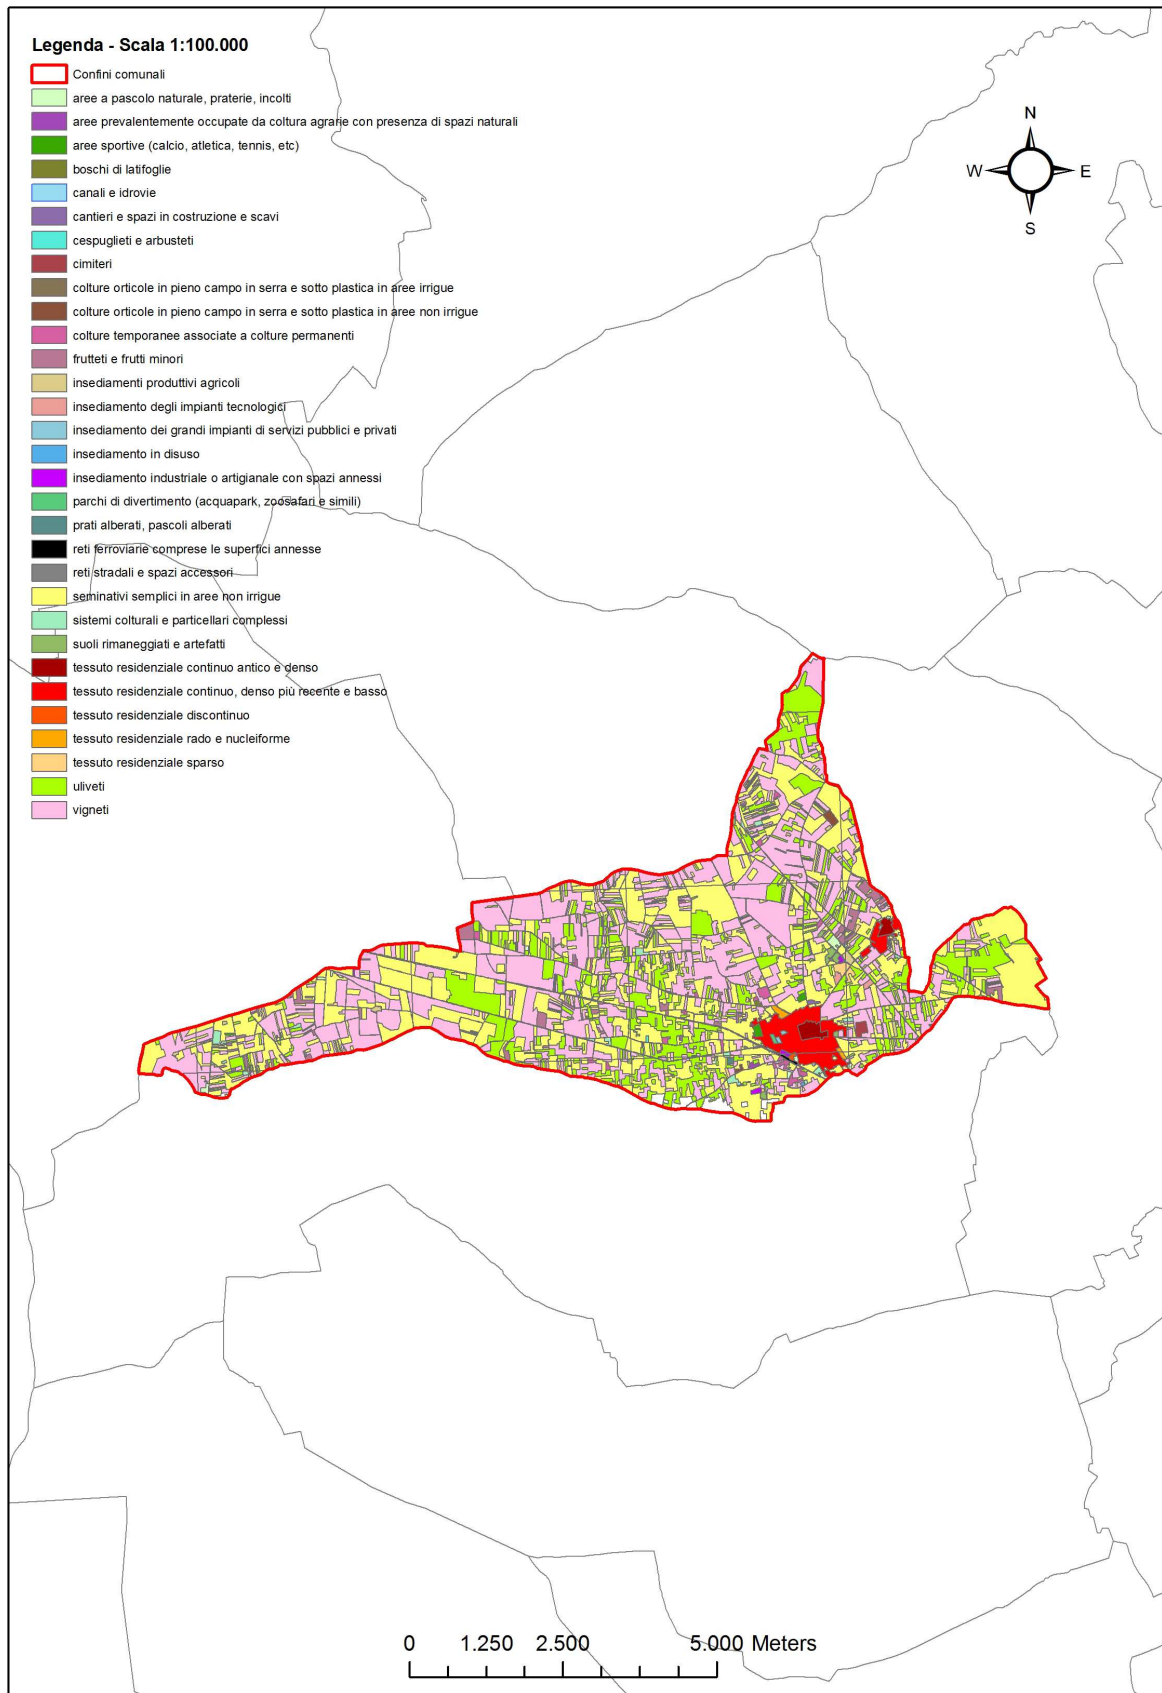 Legenda - Scala 1:100.000
Confini comunali
aree a pascolo naturale, praterie, incolti
aree prevalentemente occupate da coltura agrarie con presenza di spazi naturali
aree sportive (calcio, atletica, tennis, etc)
boschi di latifoglie
canali e idrovie
cantieri e spazi in costruzione e scavi
cespuglieti e arbusteti
cimiteri
colture orticole in pieno campo in serra e sotto plastica in aree irrigue
colture orticole in pieno campo in serra e sotto plastica in aree non irrigue
colture temporanee associate a colture permanenti
frutteti e frutti minori
insediamenti produttivi agricoli
insediamento degli impianti tecnologici
insediamento dei grandi impianti di servizi pubblici e privati
insediamento in disuso
insediamento industriale o artigianale con spazi annessi
parchi di divertimento (acquapark, zoosafari e simili)
prati alberati, pascoli alberati
reti ferroviarie comprese le superfici annesse
reti stradali e spazi accessori
seminativi semplici in aree non irrigue
sistemi colturali e particellari complessi
suoli rimaneggiati e artefatti
tessuto residenziale continuo antico e denso
tessuto residenziale continuo, denso più recente e basso
tessuto residenziale discontinuo
tessuto residenziale rado e nucleiforme
tessuto residenziale sparso
uliveti
vigneti
N
W E
S
0 1.250 2.500 5.000 Meters